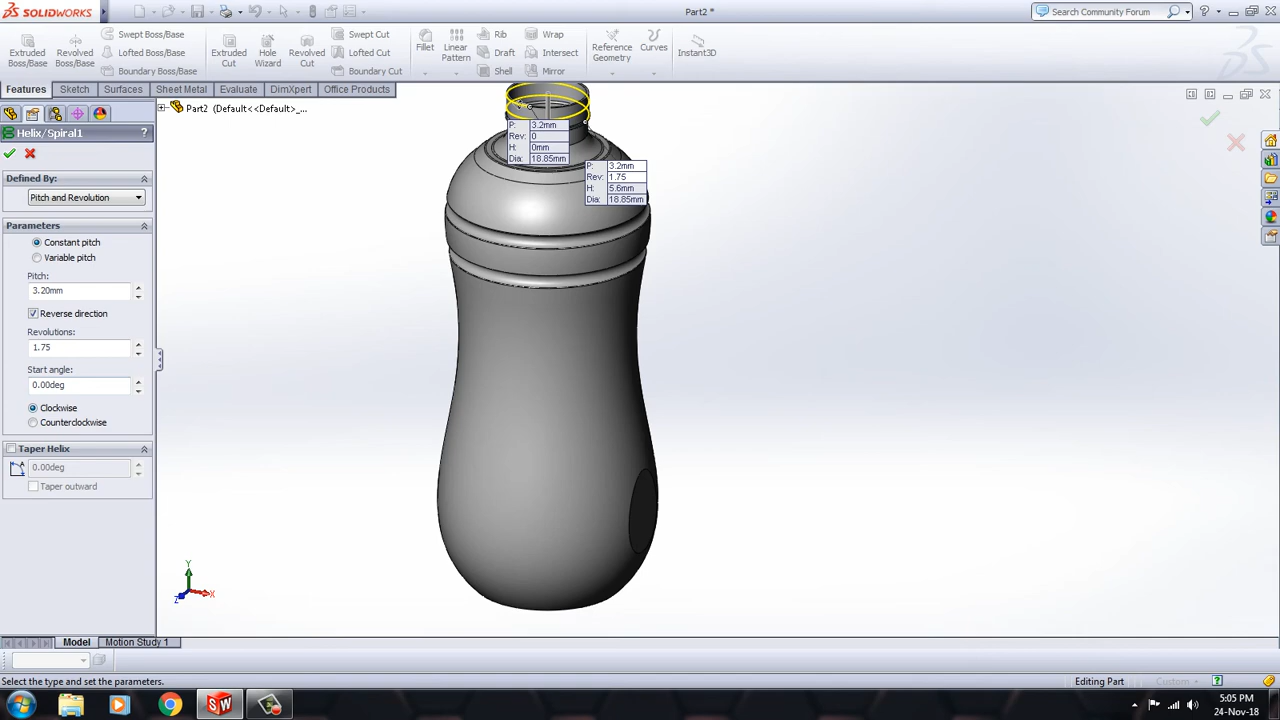 SOLIDWORKS
Part2 *
Search Community Forum
Extruded Boss/Base
Revolved Boss/Base
Swept Boss/Base
Lofted Boss/Base
Boundary Boss/Base
Extruded Cut
Hole Wizard
Revolved Cut
Swept Cut
Lofted Cut
Boundary Cut
Fillet
Linear Pattern
Rib
Draft
Shell
Wrap
Intersect
Mirror
Reference Geometry
Curves
Instant3D
Features
Sketch
Surfaces
Sheet Metal
Evaluate
DimXpert
Office Products
Part2 (Default<<Default>_...
Helix/Spiral1
?
Defined By:
Pitch and Revolution
Parameters
Constant pitch
Variable pitch
Pitch:
3.20mm
Reverse direction
Revolutions:
1.75
Start angle:
0.00deg
Clockwise
Counterclockwise
Taper Helix
0.00deg
Taper outward
P: 3.2mm
Rev: 0
H: 0mm
Dia: 18.85mm
P: 3.2mm
Rev: 1.75
H: 5.6mm
Dia: 18.85mm
Y
X
Z
Model
Motion Study 1
Select the type and set the parameters.
Editing Part
Custom
?
SW
5:05 PM
24-Nov-18